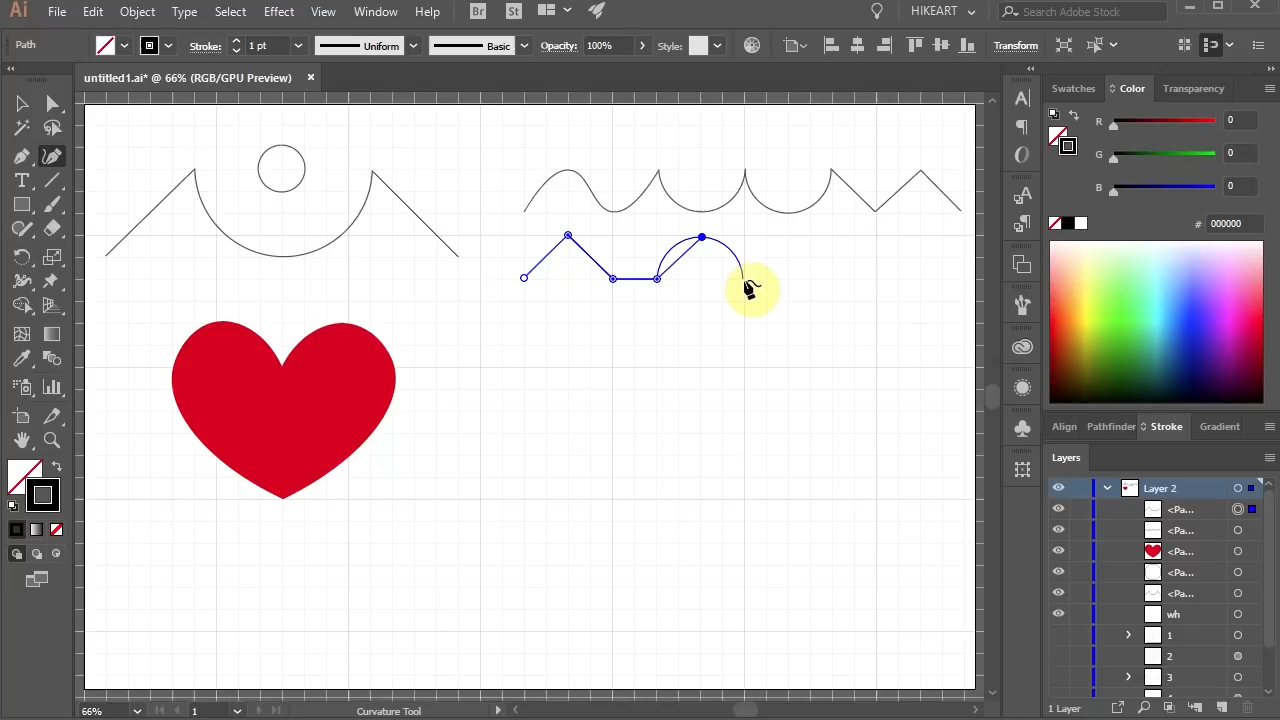 Ai File Edit Object Type Select Effect View Window Help Br St HIKEART Search Adobe Stock
Path Stroke: 1 pt Uniform Basic Opacity: 100% Style: Transform
untitled1.ai* @ 66% (RGB/GPU Preview)
Swatches Color Transparency
R 0
G 0
B 0
# 000000
Align Pathfinder Stroke Gradient
Layers
Layer 2
<Pa...
<Pa...
<Pa...
<Pa...
<Pa...
wh
1
2
3
66% 1 Curvature Tool 1 Layer